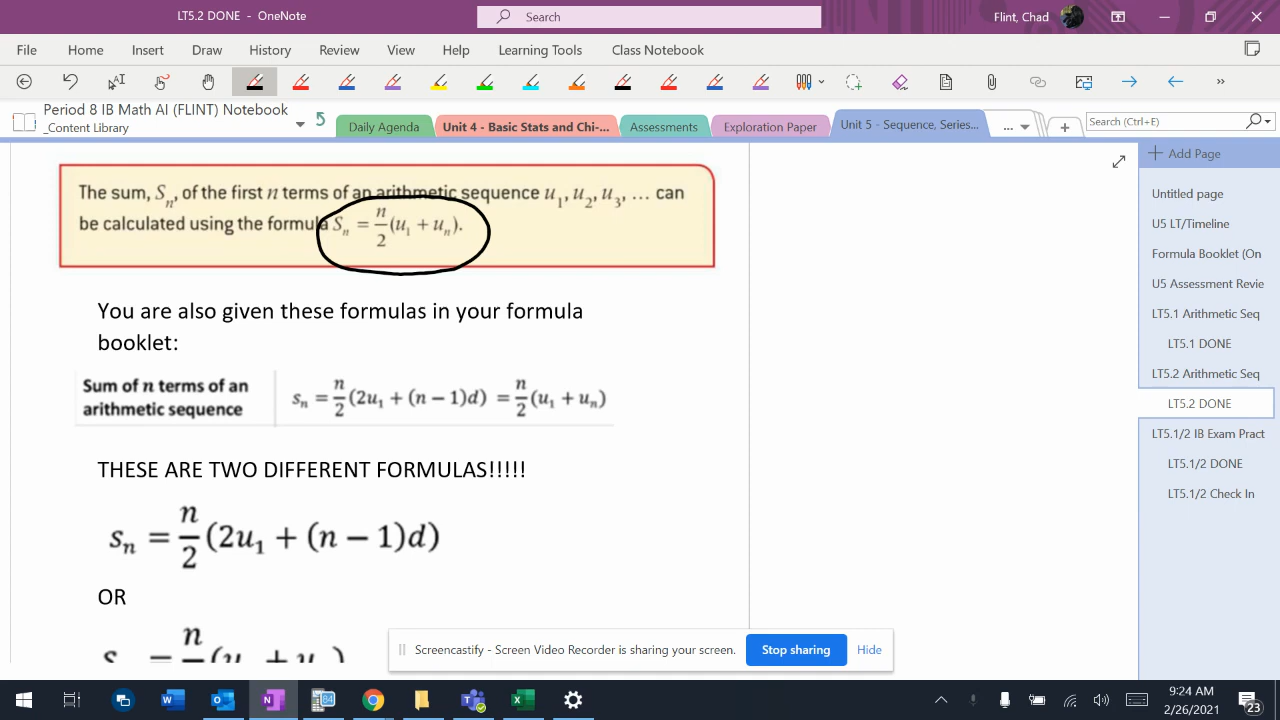 LT5.2 DONE - OneNote
Search
Flint, Chad
File Home Insert Draw History Review View Help Learning Tools Class Notebook
Period 8 IB Math AI (FLINT) Notebook
_Content Library
Daily Agenda
Unit 4 - Basic Stats and Chi-...
Assessments
Exploration Paper
Unit 5 - Sequence, Series...
...
Search (Ctrl+E)
The sum, Sₙ, of the first n terms of an arithmetic sequence u₁, u₂, u₃, … can
be calculated using the formula Sₙ = n/2 (u₁ + uₙ).
You are also given these formulas in your formula
booklet:
Sum of n terms of an
arithmetic sequence
sₙ = n/2 (2u₁ + (n − 1)d) = n/2 (u₁ + uₙ)
THESE ARE TWO DIFFERENT FORMULAS!!!!!
sₙ = n/2 (2u₁ + (n − 1)d)
OR
Add Page
Untitled page
U5 LT/Timeline
Formula Booklet (On
U5 Assessment Revie
LT5.1 Arithmetic Seq
LT5.1 DONE
LT5.2 Arithmetic Seq
LT5.2 DONE
LT5.1/2 IB Exam Pract
LT5.1/2 DONE
LT5.1/2 Check In
Screencastify - Screen Video Recorder is sharing your screen.
Stop sharing
Hide
84
9:24 AM
2/26/2021
23